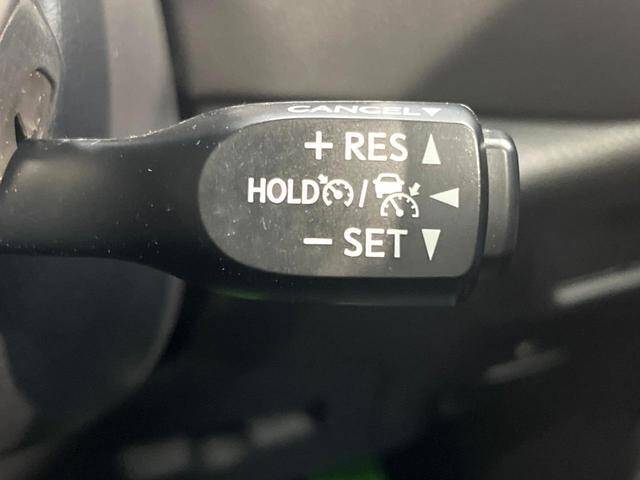 CANCEL▼
+ RES ▲
HOLD / ◀
− SET ▼